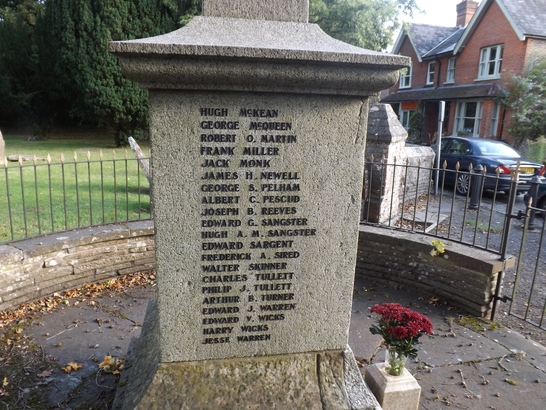 HUGH McKEAN
GEORGE McQUEEN
ROBERT O. MARTIN
FRANK MILLER
JACK MONK
JAMES H. NEWELL
GEORGE S. PELHAM
ALBERT C. PESCUD
JOSEPH B. REEVES
EDWARD G. SANGSTER
HUGH A. M. SANGSTER
EDWARD SARGENT
FREDERICK A. SIRED
WALTER SKINNER
CHARLES TULLETT
PHILIP J. TULLETT
ARTHUR B. TURNER
EDWARD J. WARREN
EDWARD V. WICKS
HARRY WICKS
JESSE WARREN